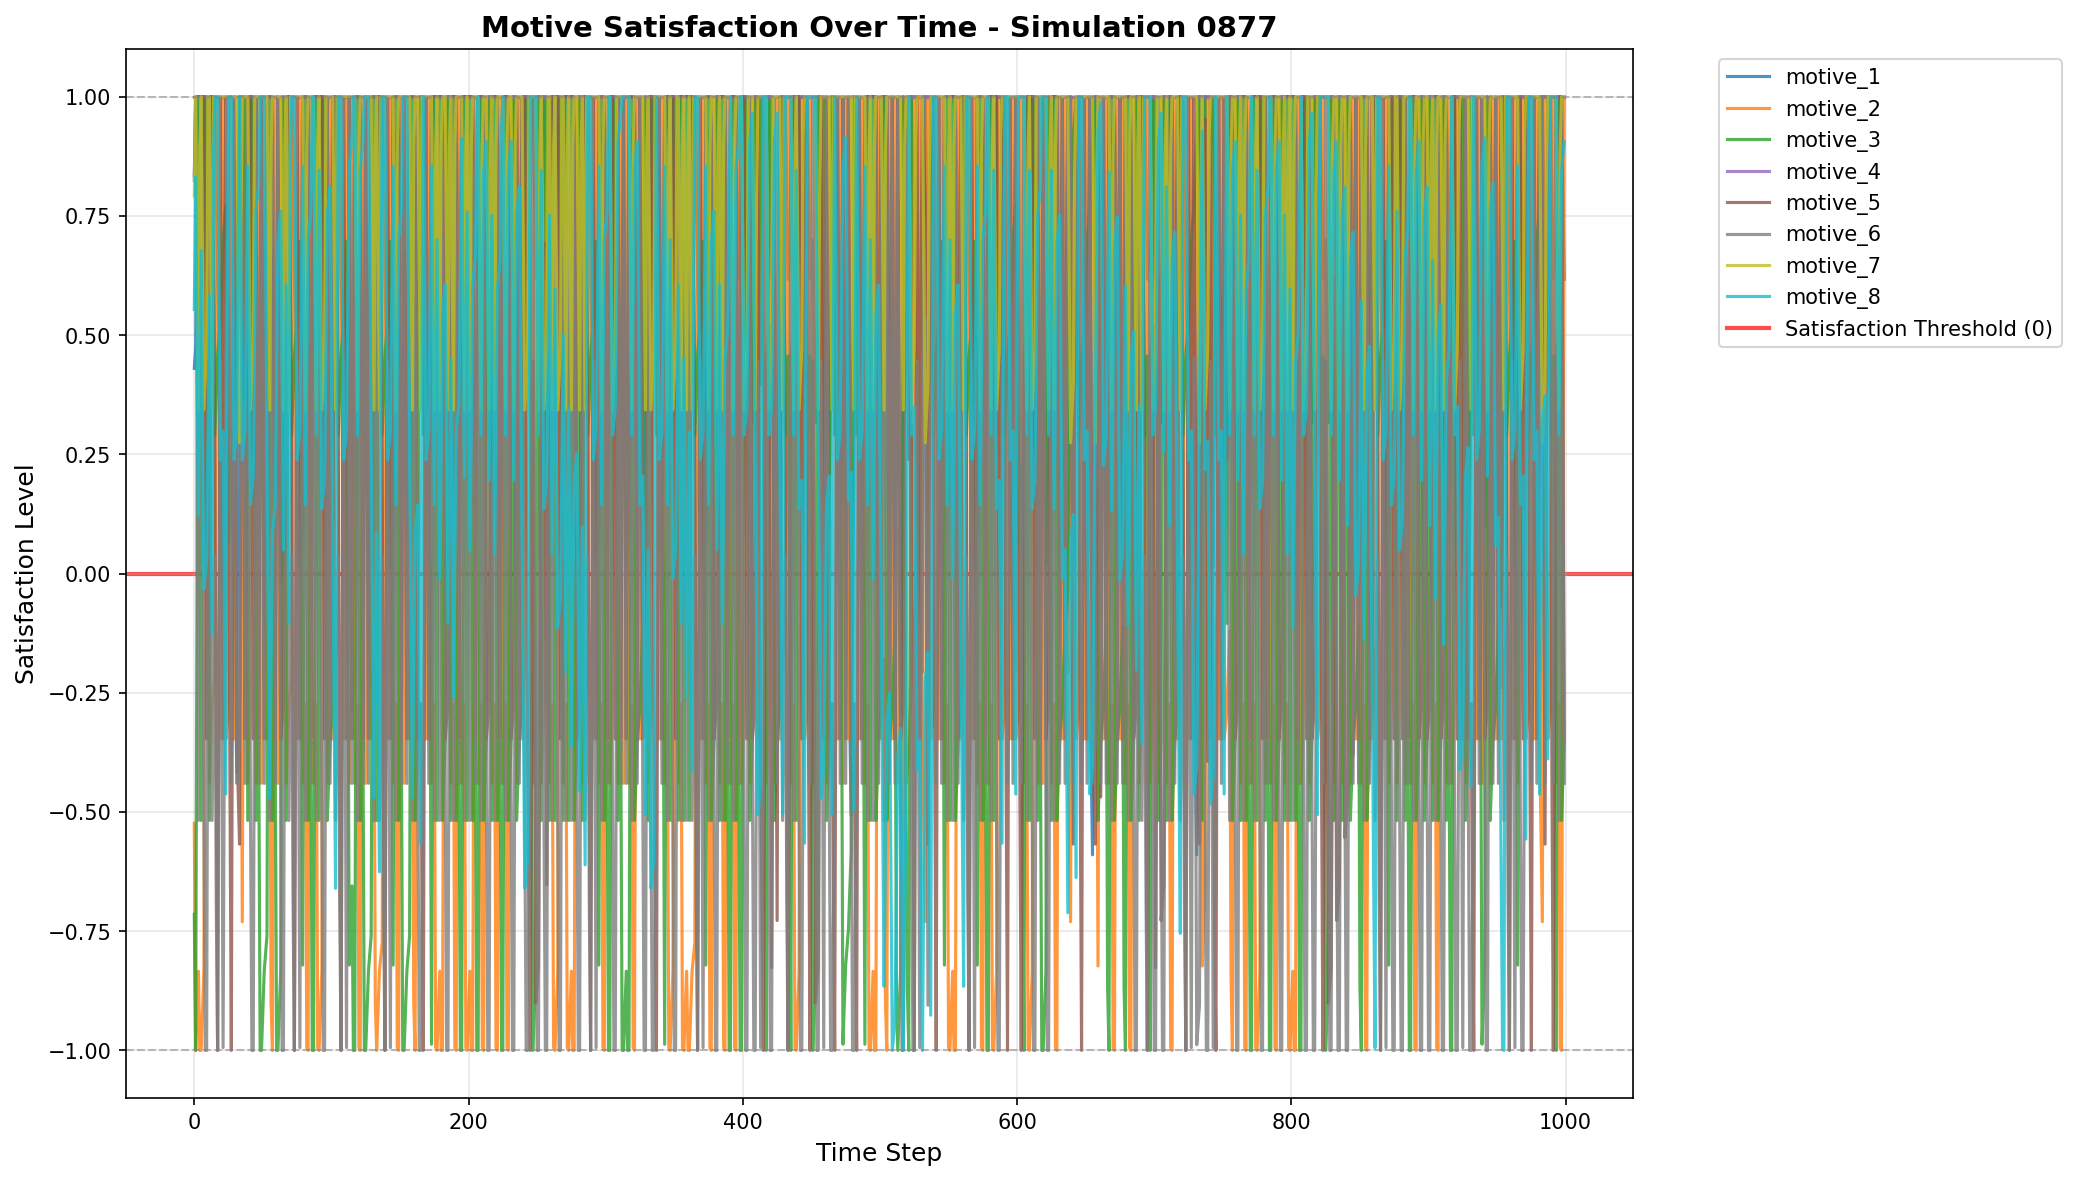 Motive Satisfaction Over Time - Simulation 0877
1.00
0.75
0.50
0.25
0.00
−0.25
−0.50
−0.75
−1.00
Satisfaction Level
0
200
400
600
800
1000
Time Step
motive_1
motive_2
motive_3
motive_4
motive_5
motive_6
motive_7
motive_8
Satisfaction Threshold (0)